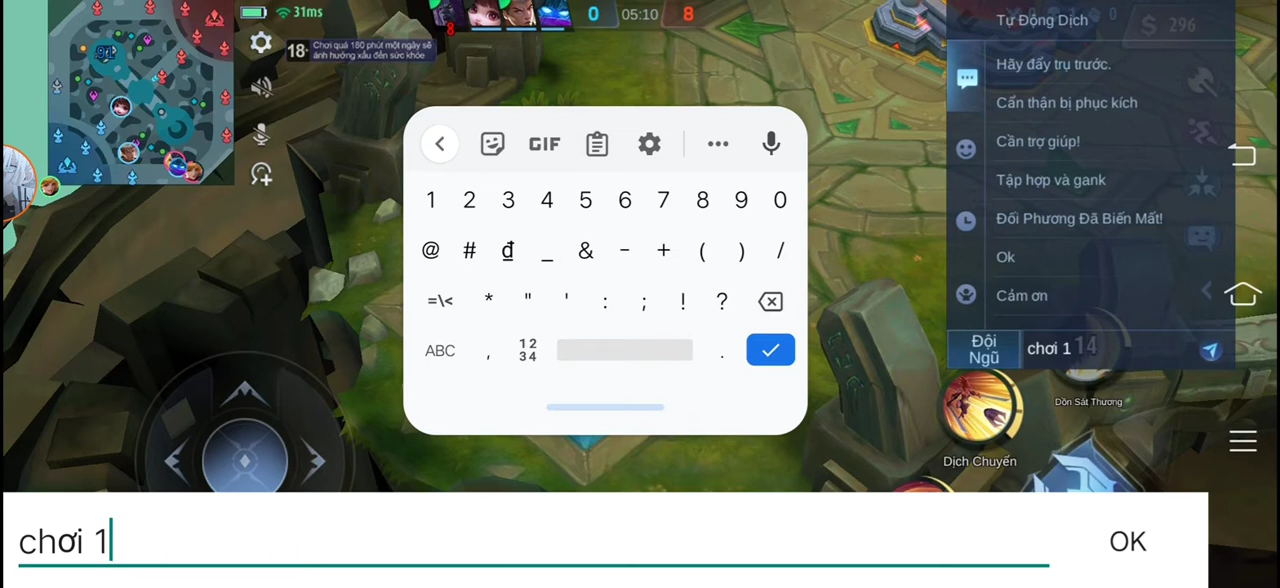 31ms
18+
Chơi quá 180 phút một ngày sẽ
ảnh hưởng xấu đến sức khỏe
8
0 05:10 8
$ 296
Tự Động Dịch
Hãy đẩy trụ trước.
Cẩn thận bị phục kích
Cần trợ giúp!
Tập hợp và gank
Đối Phương Đã Biến Mất!
Ok
Cảm ơn
Đội
Ngũ
chơi 1
14
Dồn Sát Thương
Dịch Chuyển
GIF
1 2 3 4 5 6 7 8 9 0
@ # đ _ & - + ( ) /
=\< * " ' : ; ! ?
ABC , 12
34 .
chơi 1
OK